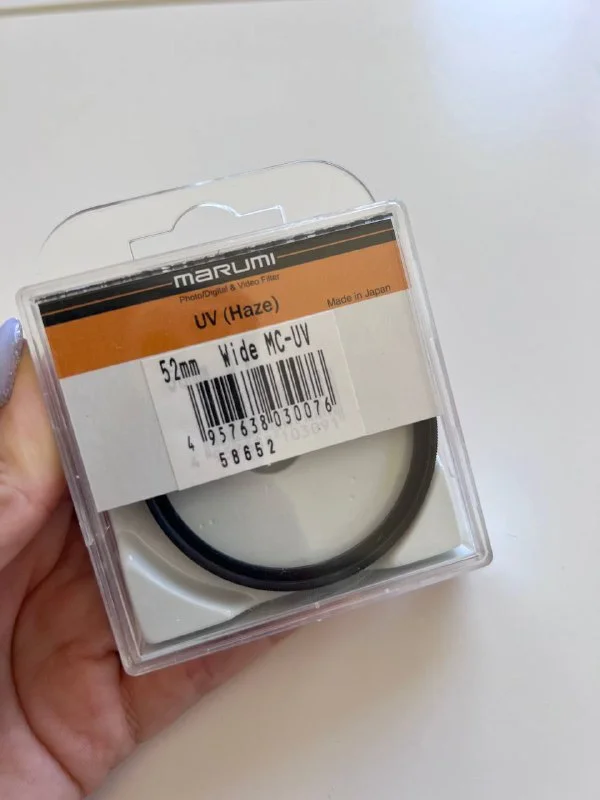 marumi
Photo/Digital & Video Filter
UV (Haze)
Made in Japan
52mm Wide MC-UV
4 957638 030076
58652